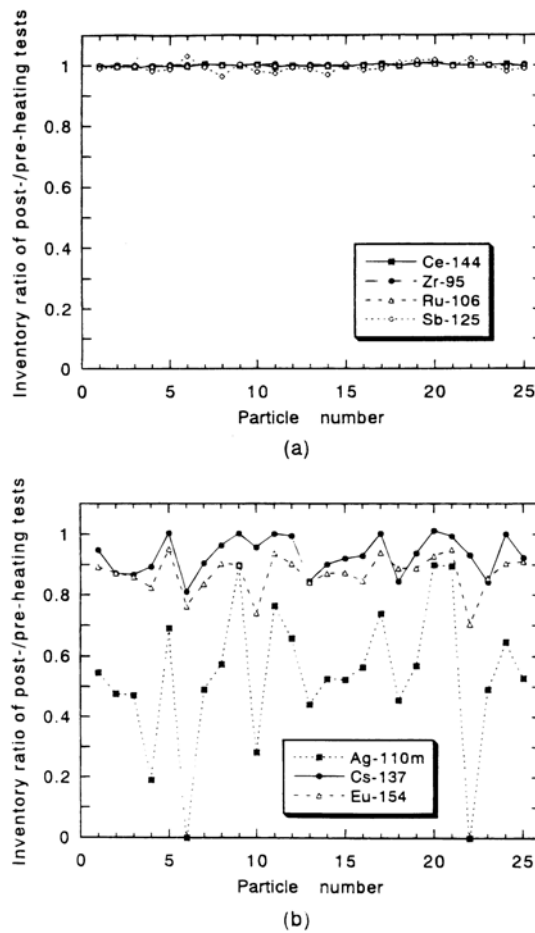 Inventory ratio of post-/pre-heating tests
1
0.8
0.6
0.4
0.2
0
Ce-144
Zr-95
Ru-106
Sb-125
0 5 10 15 20 25
Particle number
(a)
Inventory ratio of post-/pre-heating tests
1
0.8
0.6
0.4
0.2
0
Ag-110m
Cs-137
Eu-154
0 5 10 15 20 25
Particle number
(b)